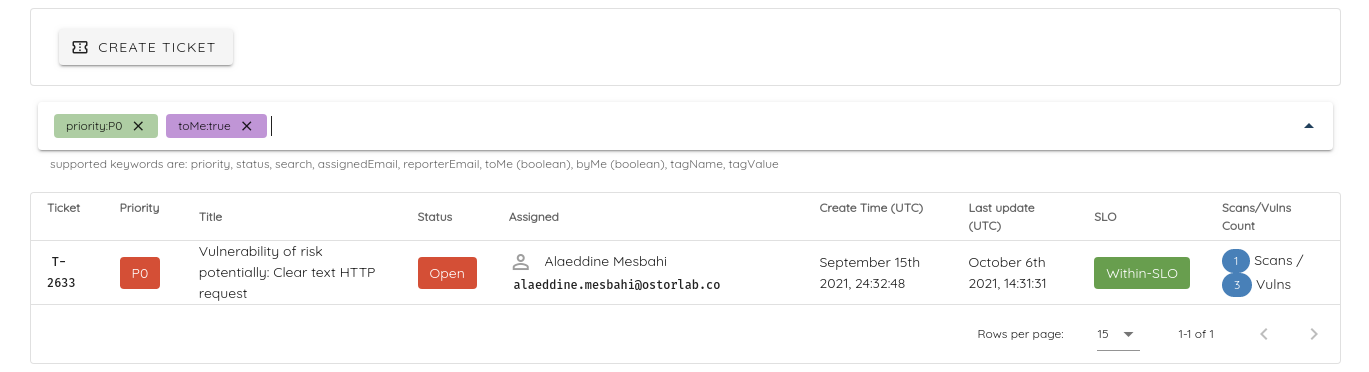 CREATE TICKET
priority:P0 toMe:true
supported keywords are: priority, status, search, assignedEmail, reporterEmail, toMe (boolean), byMe (boolean), tagName, tagValue
Ticket Priority Title Status Assigned Create Time (UTC) Last update (UTC) SLO Scans/Vulns Count
T-2633
P0
Vulnerability of risk
potentially: Clear text HTTP
request
Open
Alaeddine Mesbahi
alaeddine.mesbahi@ostorlab.co
September 15th
2021, 24:32:48
October 6th
2021, 14:31:31
Within-SLO
1 Scans /
3 Vulns
Rows per page: 15 1-1 of 1